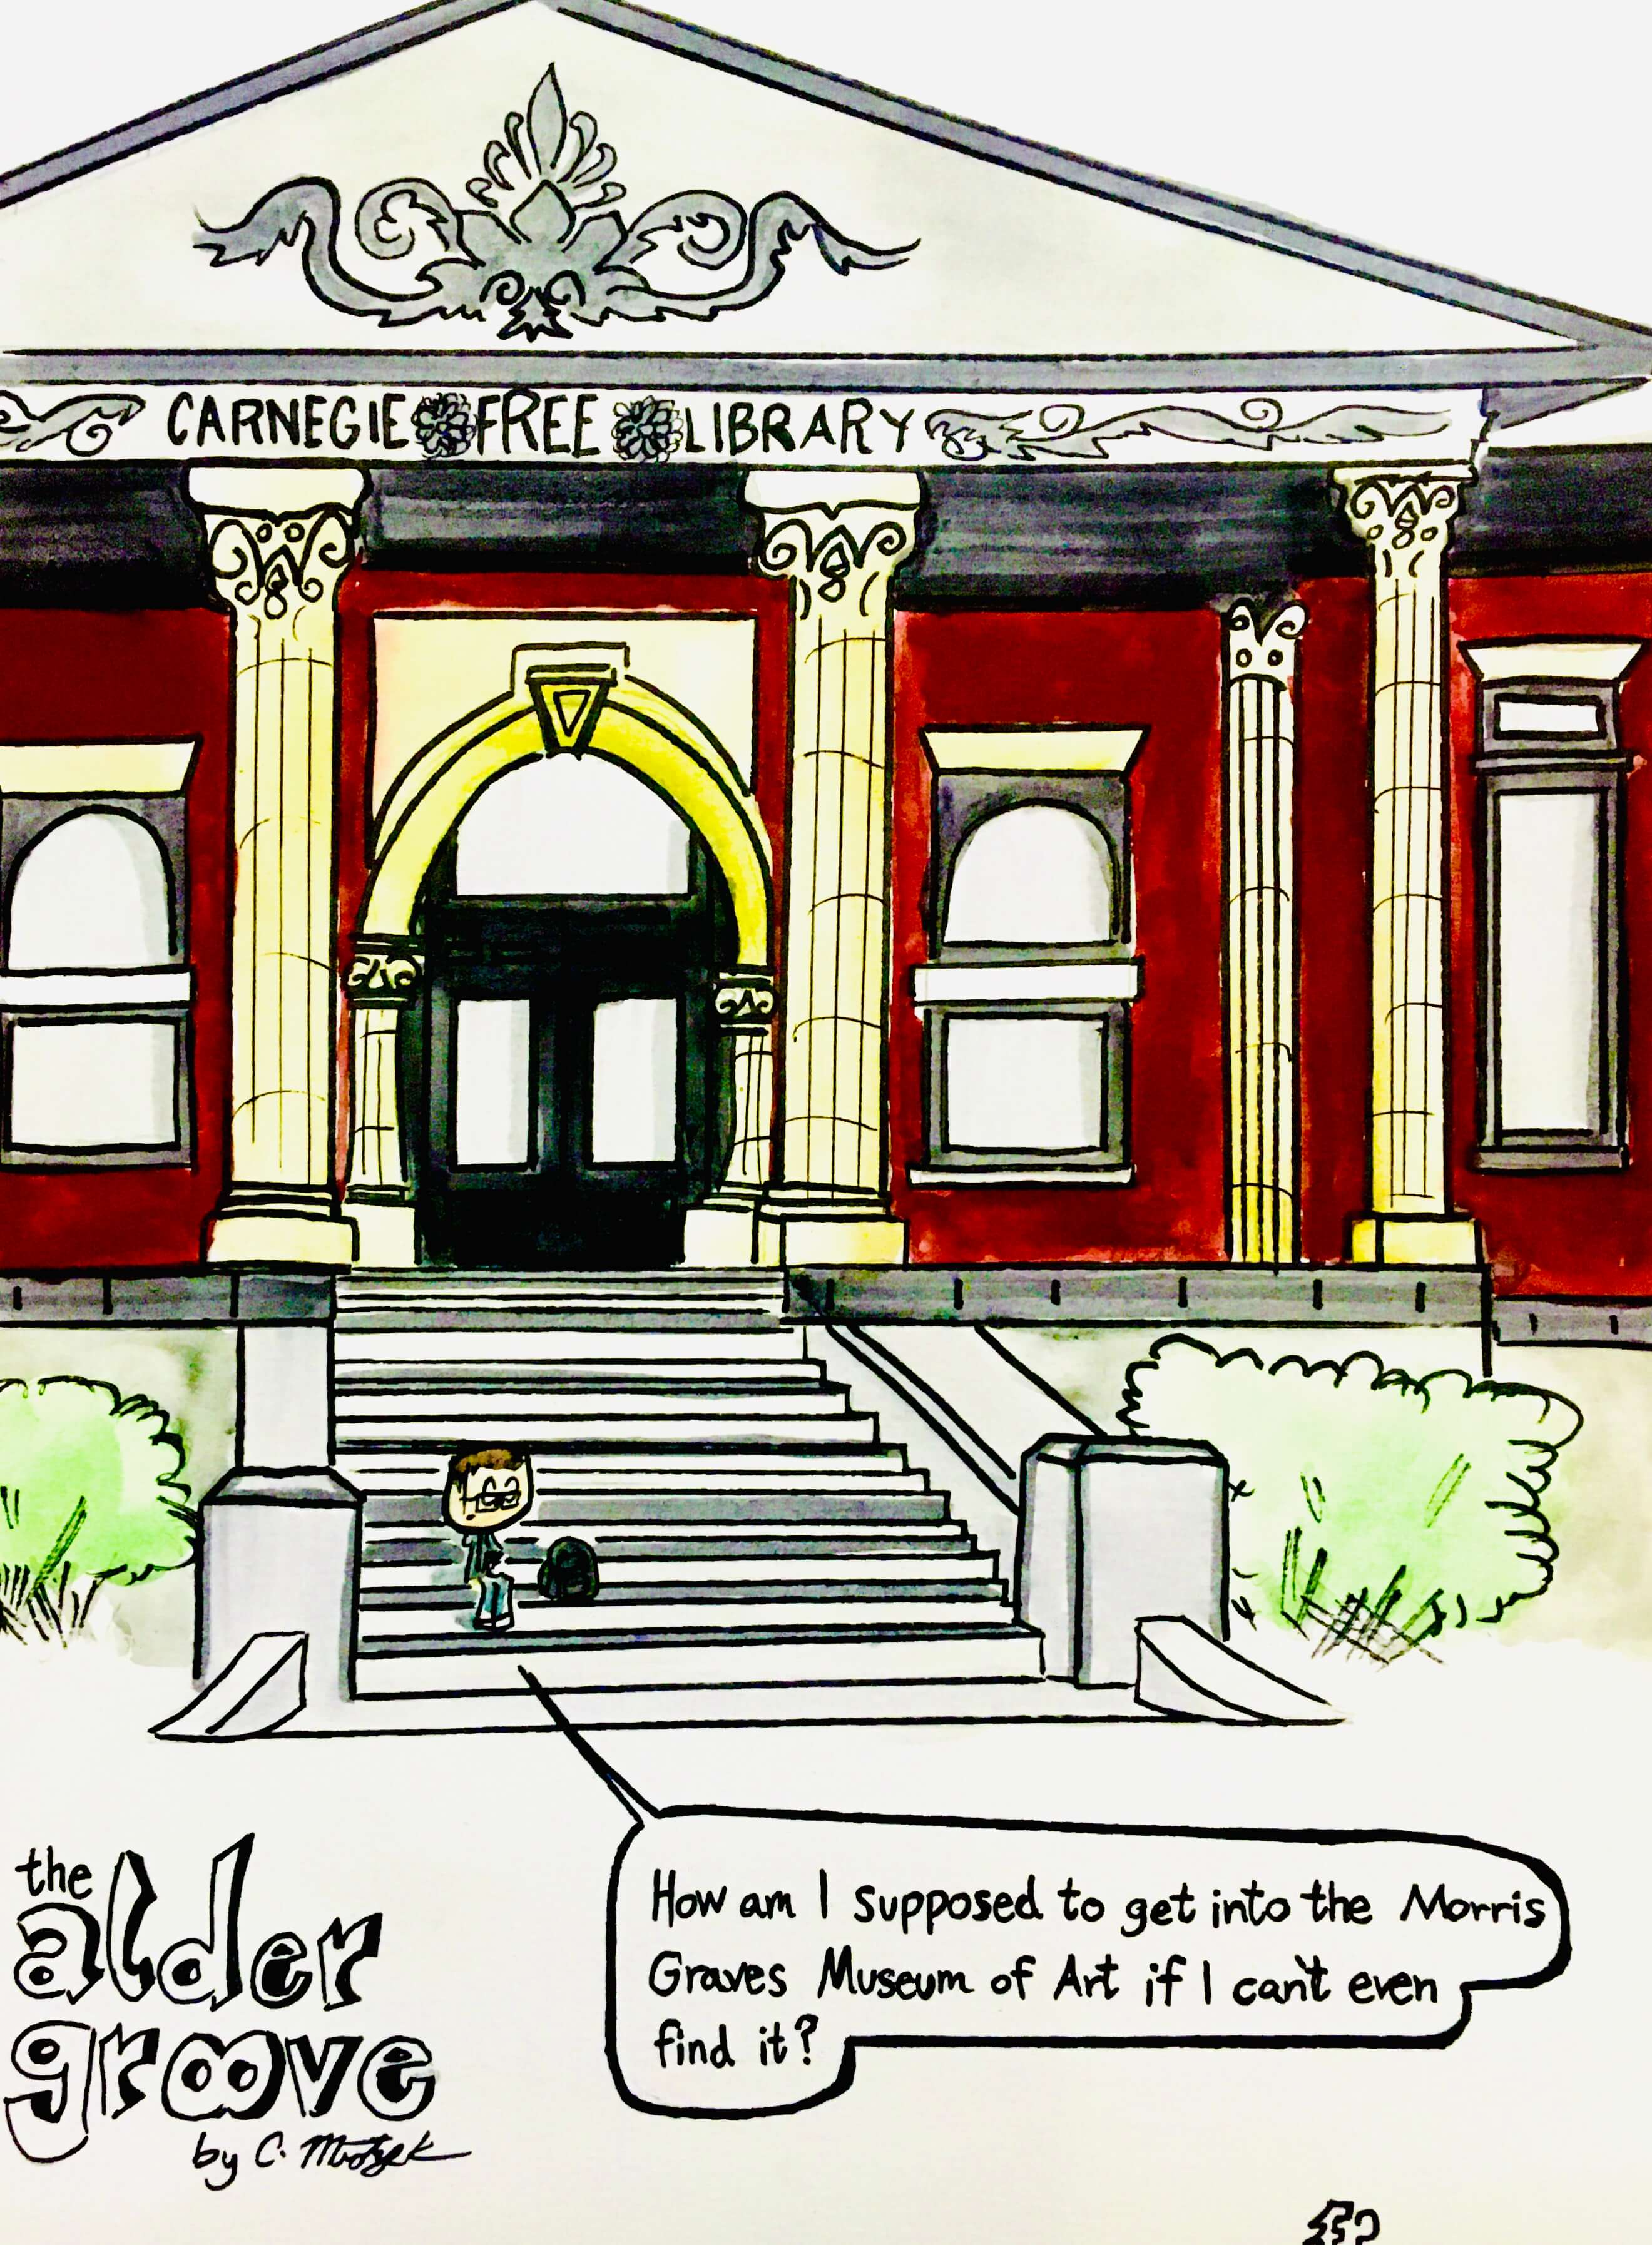 CARNEGIE FREE LIBRARY
How am I supposed to get into the Morris
Graves Museum of Art if I can't even
find it?
the
alder
groove
by C.